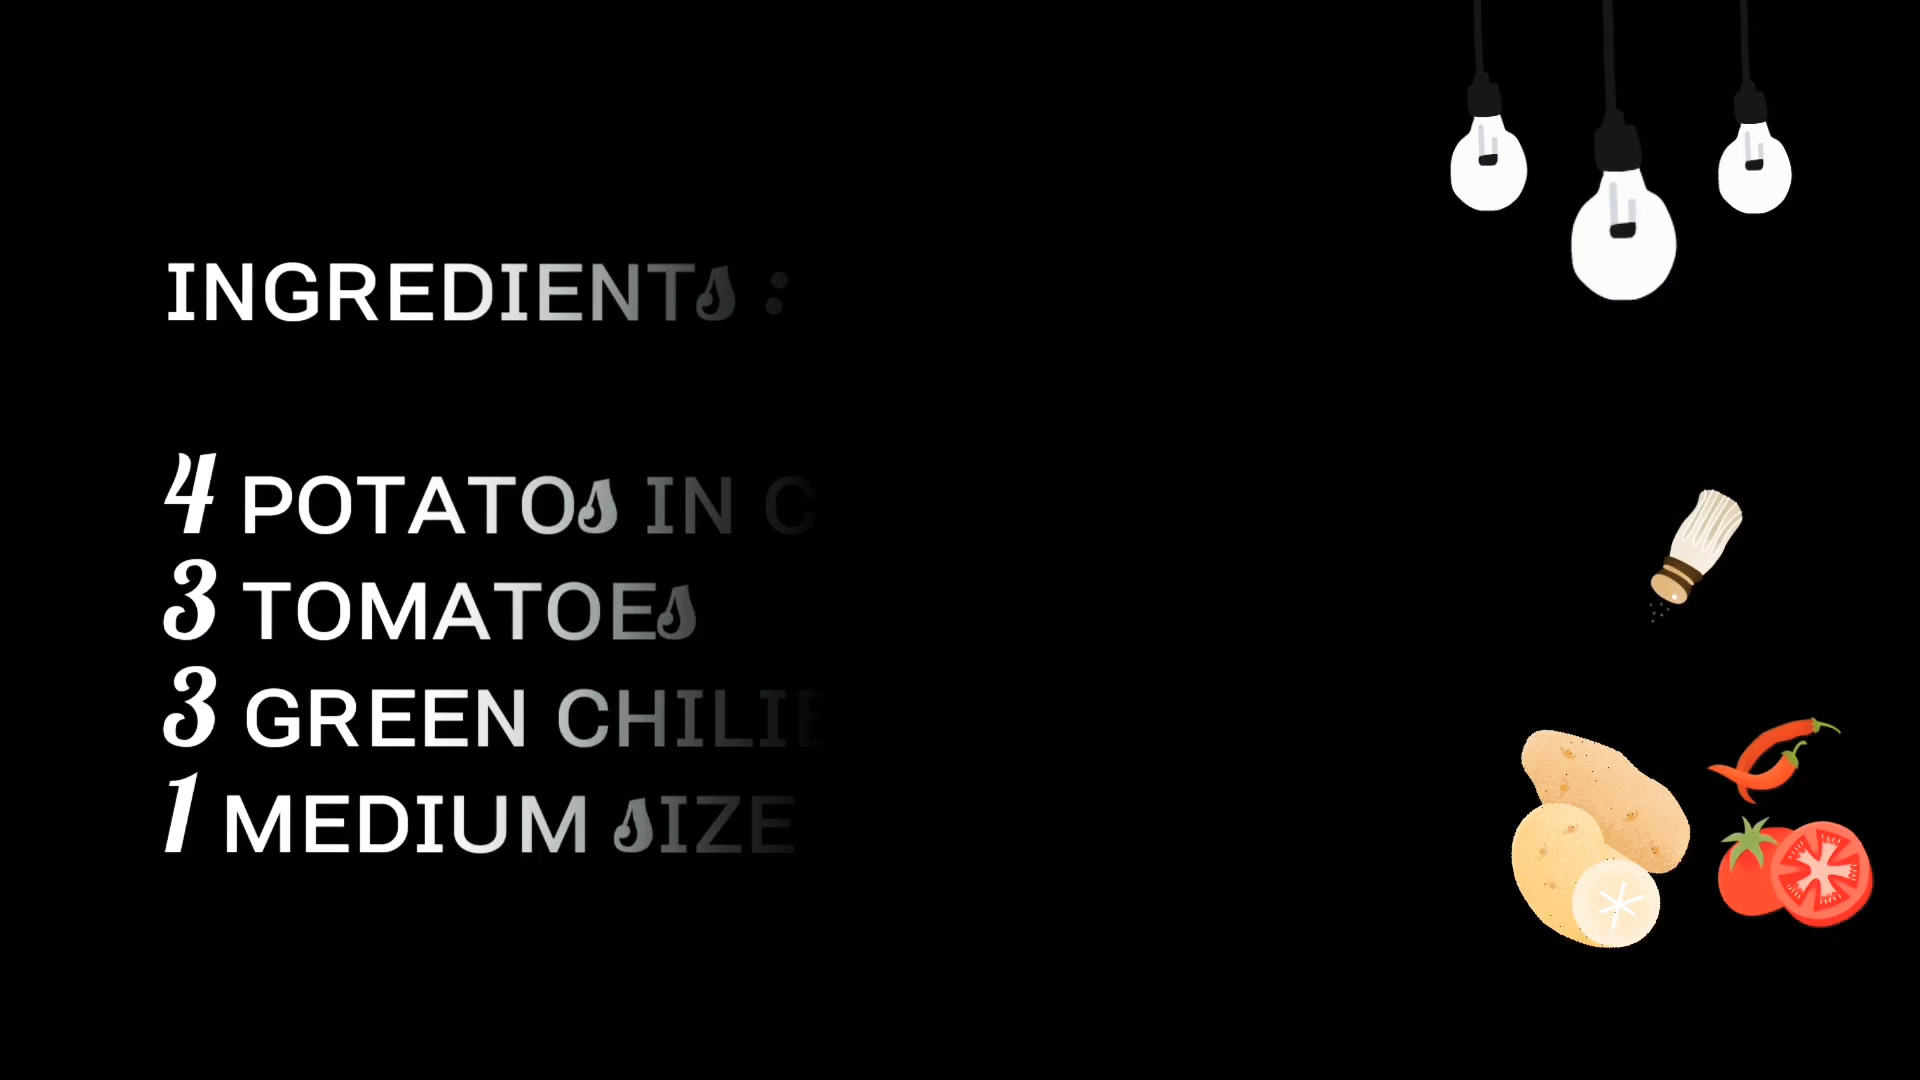 INGREDIENTS :
4 POTATOS IN
3 TOMATOES
3 GREEN
1 MEDIUM SIZE